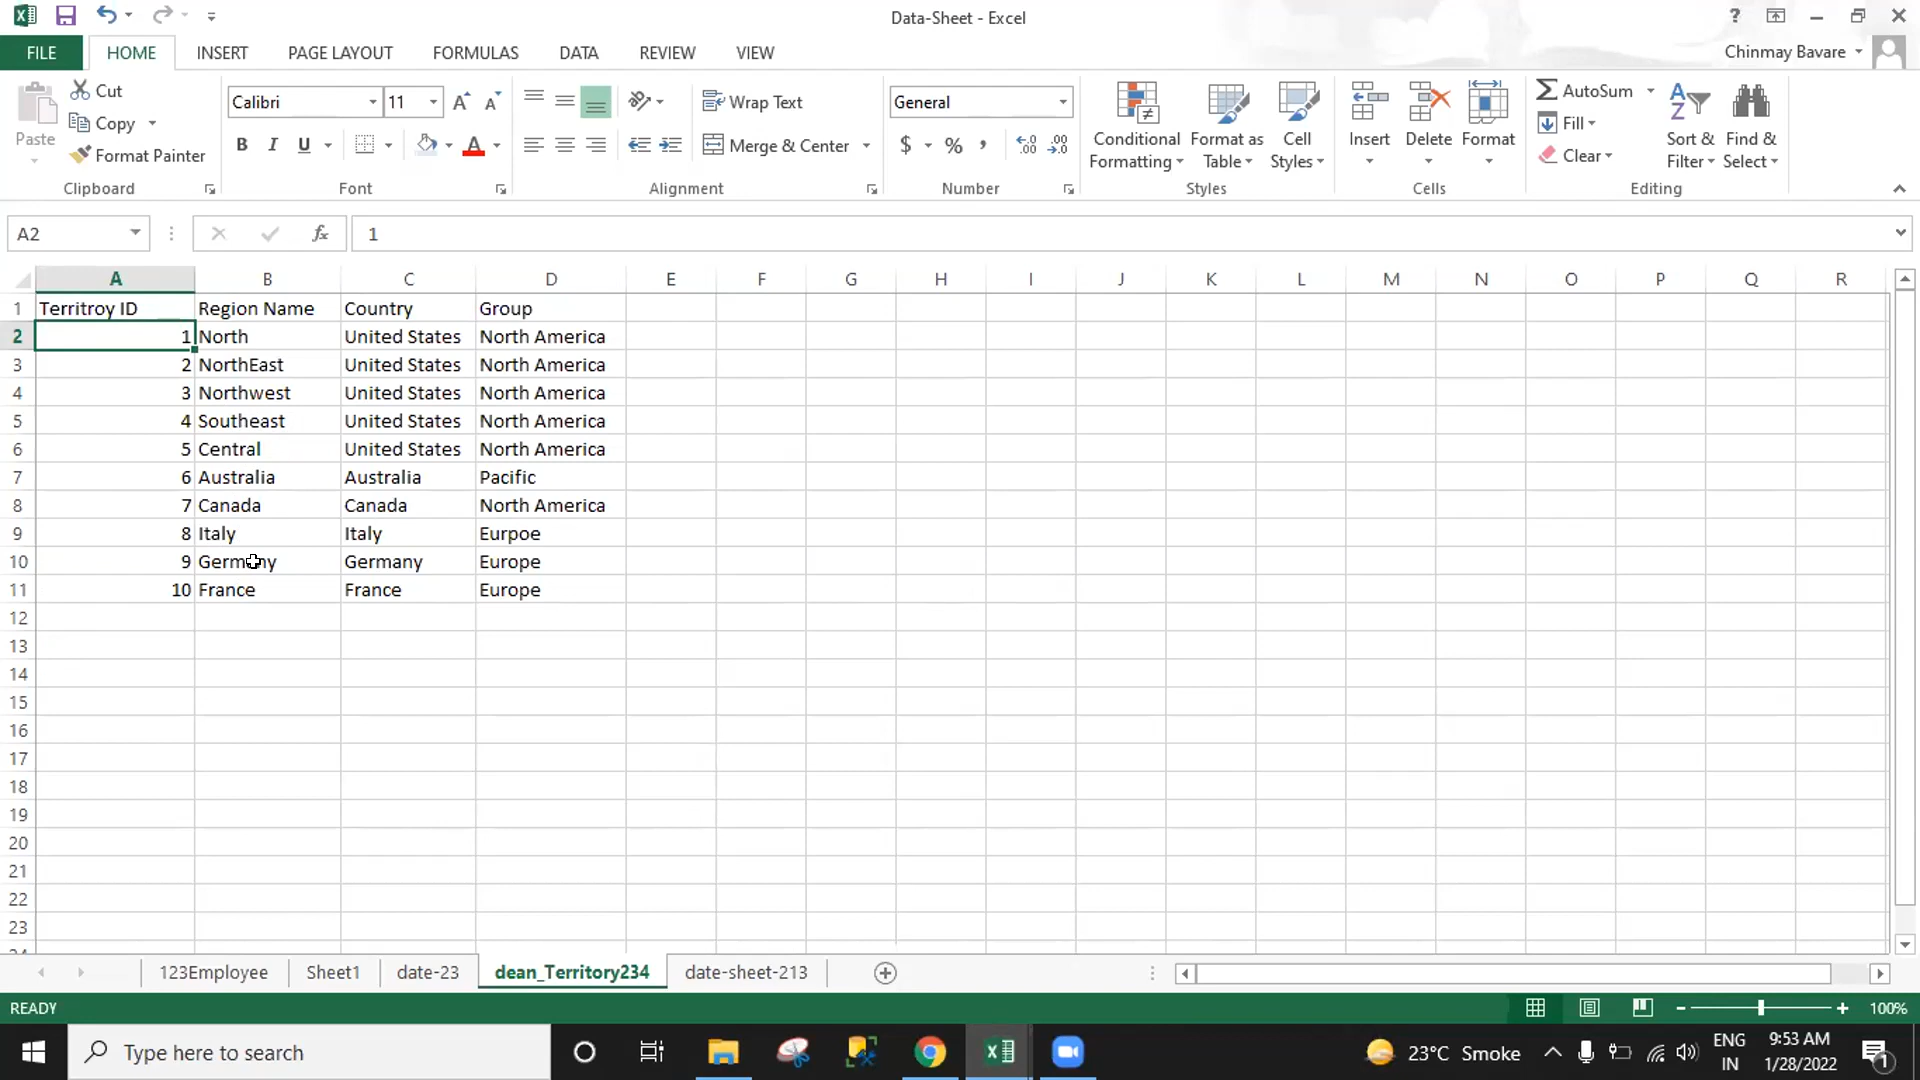 Data-Sheet - Excel
?
FILE HOME INSERT PAGE LAYOUT FORMULAS DATA REVIEW VIEW
Chinmay Bavare
Paste
Cut
Copy
Format Painter
Clipboard
Calibri 11
B I U
Font
Wrap Text
Merge & Center
Alignment
General
$ % ,
Number
Conditional Formatting
Format as Table
Cell Styles
Styles
Insert
Delete
Format
Cells
AutoSum
Fill
Clear
Sort & Filter
Find & Select
Editing
A2 fx 1
A B C D E F G H I J K L M N O P Q R
1 Territroy ID Region Name Country Group
2 1 North United States North America
3 2 NorthEast United States North America
4 3 Northwest United States North America
5 4 Southeast United States North America
6 5 Central United States North America
7 6 Australia Australia Pacific
8 7 Canada Canada North America
9 8 Italy Italy Eurpoe
10 9 Germany Germany Europe
11 10 France France Europe
12
13
14
15
16
17
18
19
20
21
22
23
123Employee Sheet1 date-23 dean_Territory234 date-sheet-213
READY
100%
Type here to search
23°C Smoke
ENG
IN
9:53 AM
1/28/2022
1